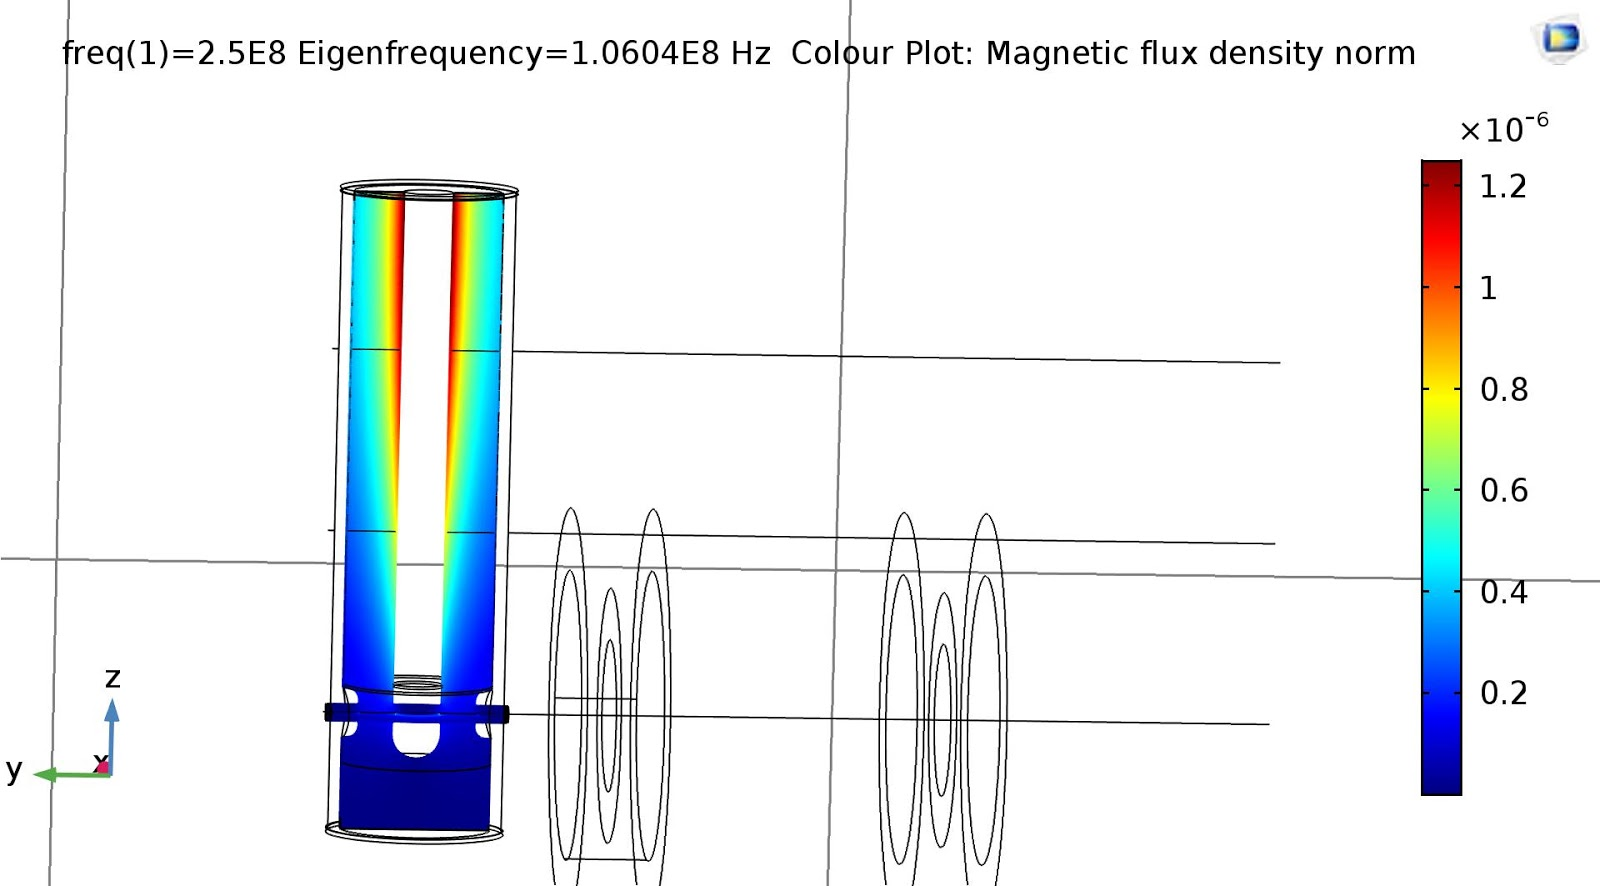 freq(1)=2.5E8 Eigenfrequency=1.0604E8 Hz  Colour Plot: Magnetic flux density norm
×10⁻⁶
1.2
1
0.8
0.6
0.4
0.2
z
y
x